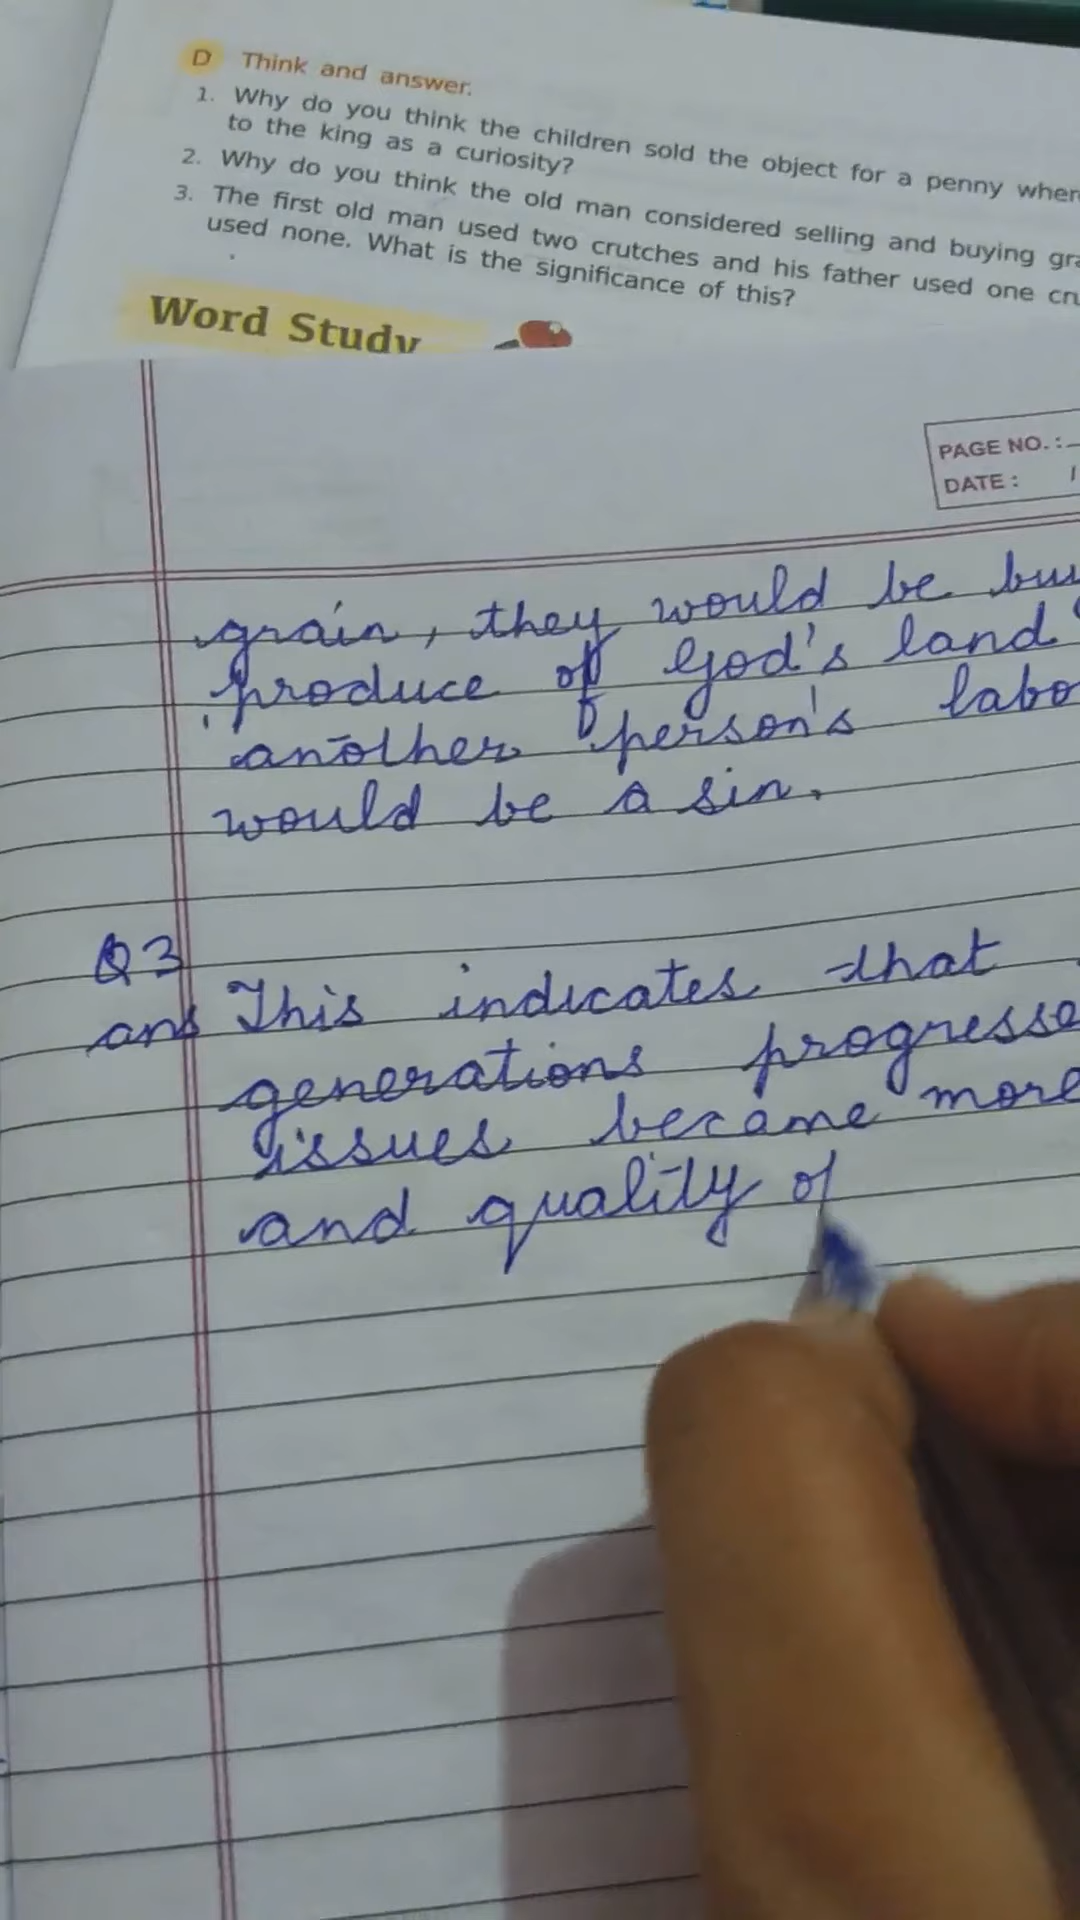 D Think and answer.
1. Why do you think the children sold the object for a penny
to the king as a curiosity?
2. Why do you think the old man considered selling and buying
3. The first old man used two crutches and his father used one
used none. What is the significance of this?
Word Study
PAGE NO. :
DATE :
grain, they would be
produce of God's land
another person's
would be a sin.
Q3
ans This indicates that
generations
issues became more
and quality of